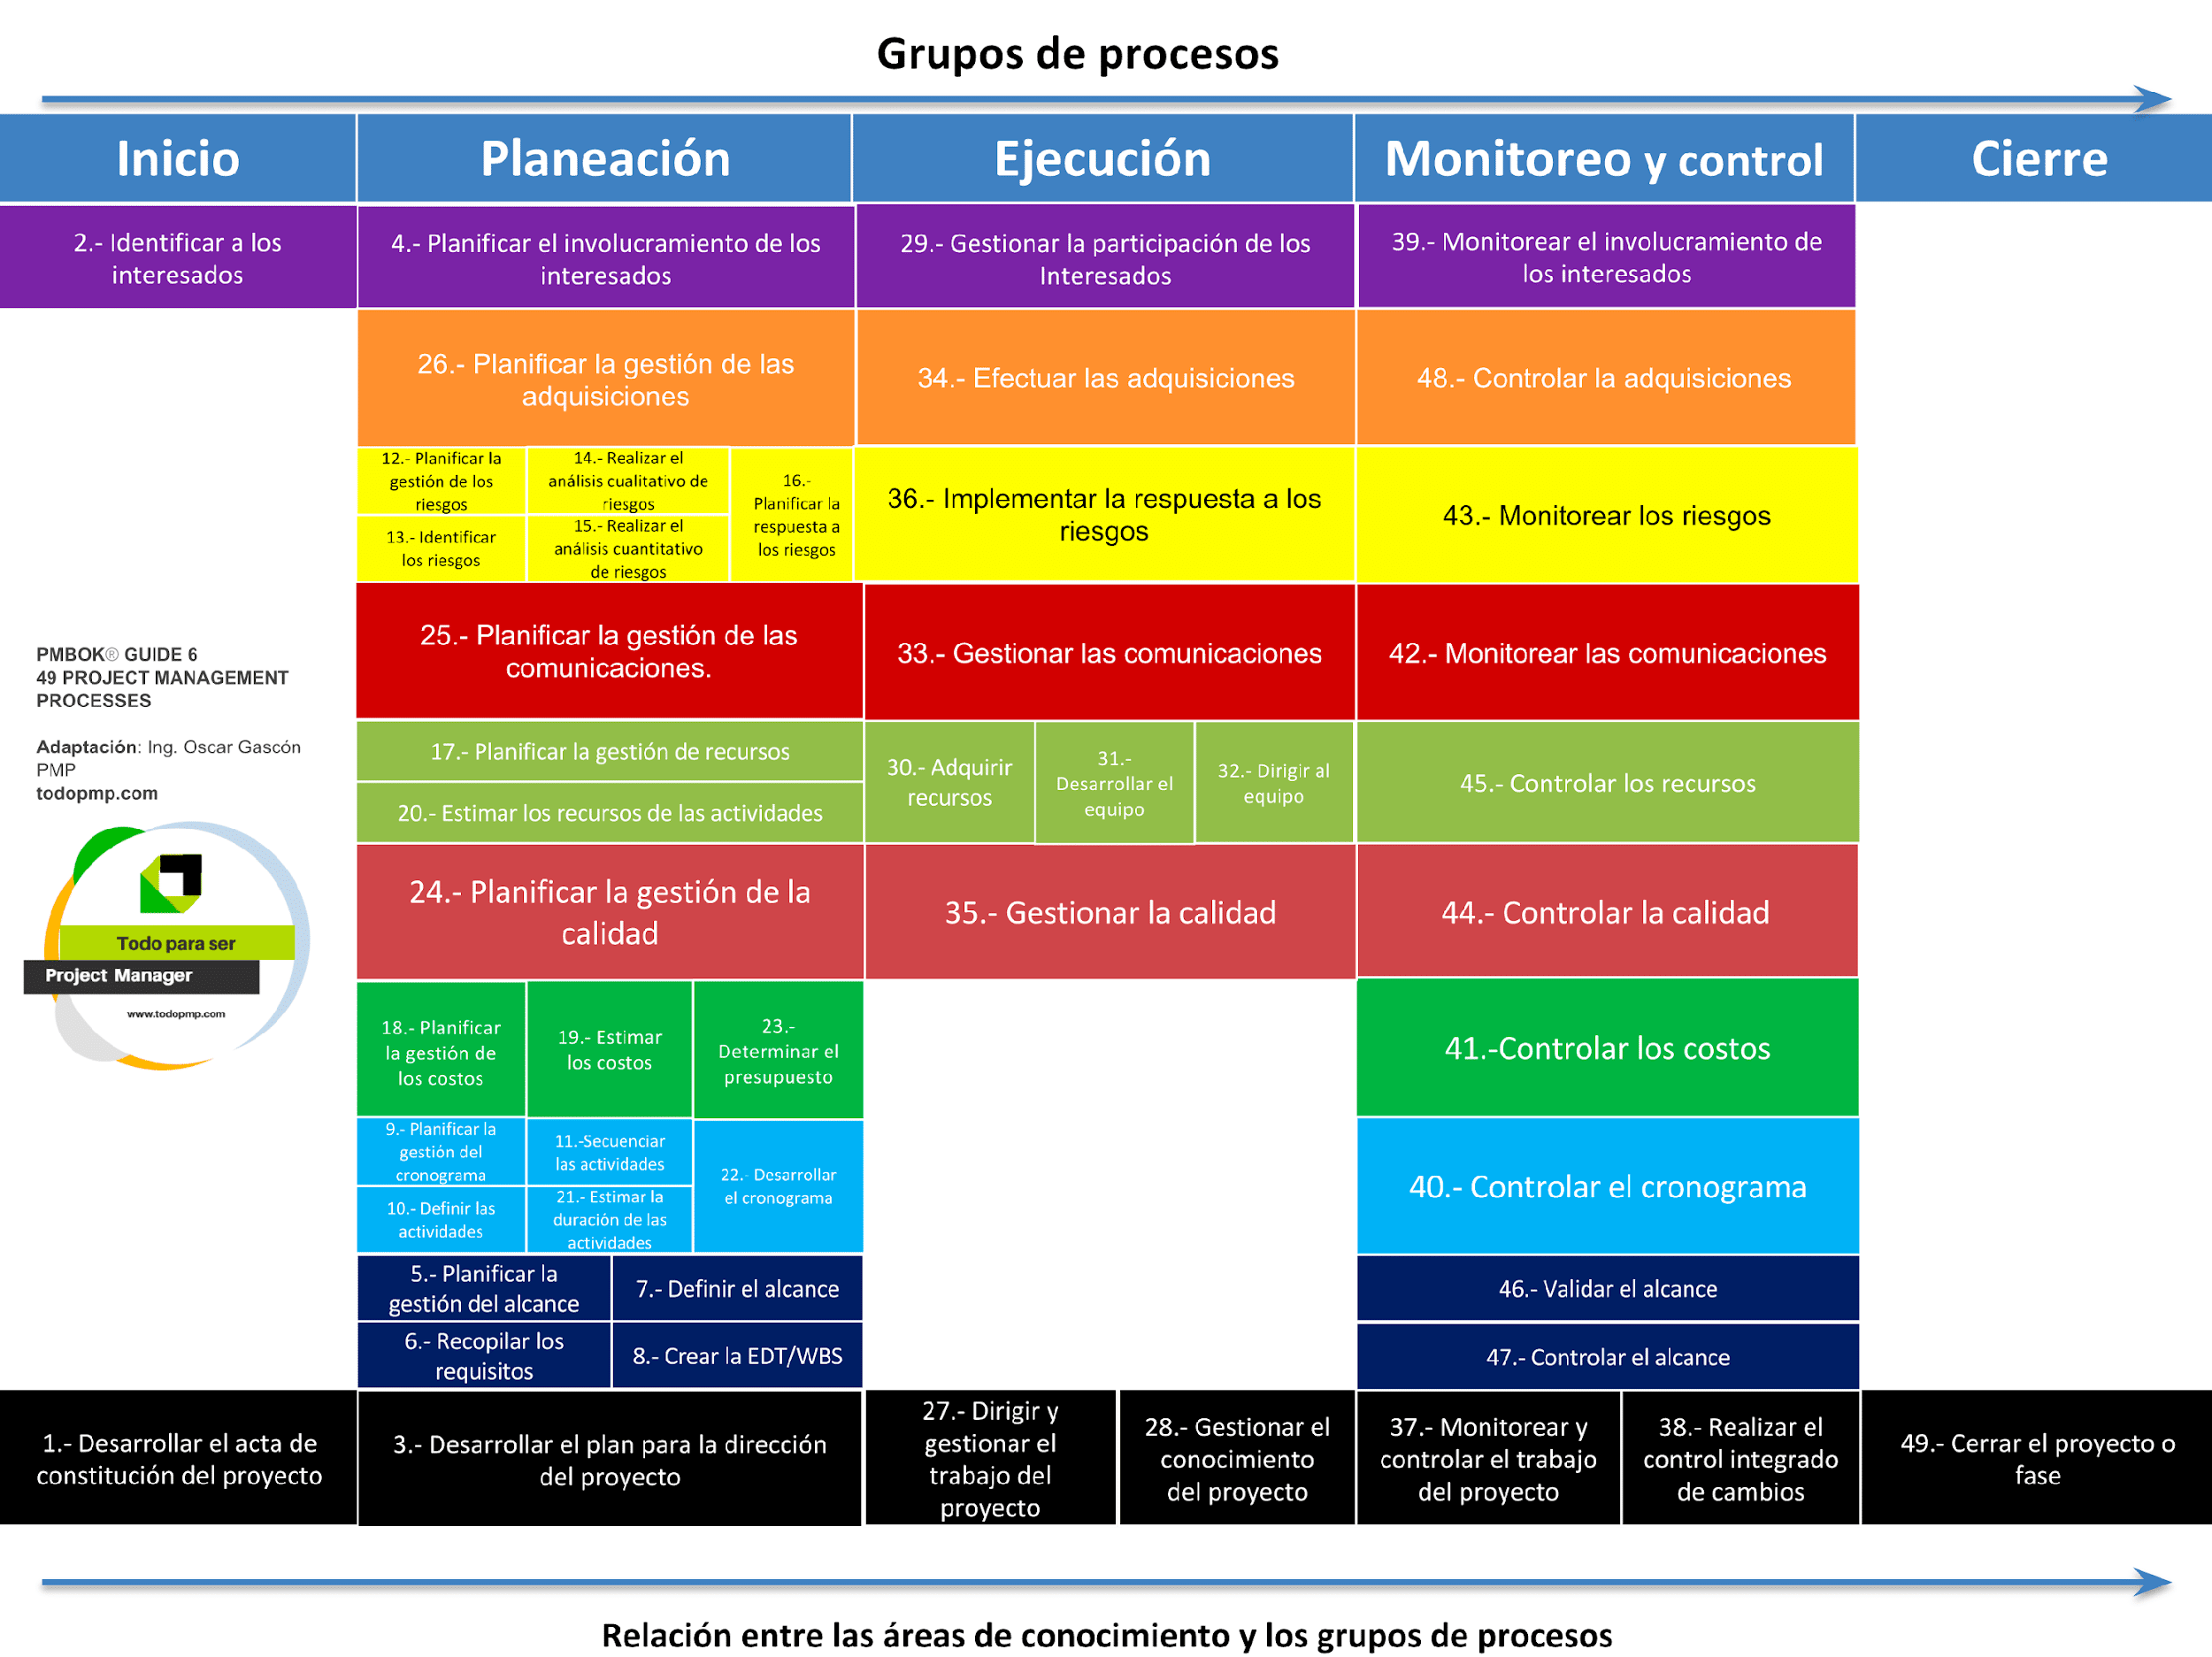 Grupos de procesos
Inicio
Planeación
Ejecución
Monitoreo y control
Cierre
2.- Identificar a los
interesados
4.- Planificar el involucramiento de los
interesados
29.- Gestionar la participación de los
Interesados
39.- Monitorear el involucramiento de
los interesados
26.- Planificar la gestión de las
adquisiciones
34.- Efectuar las adquisiciones
48.- Controlar la adquisiciones
12.- Planificar la
gestión de los
riesgos
14.- Realizar el
análisis cualitativo de
riesgos
16.-
Planificar la
respuesta a
los riesgos
13.- Identificar
los riesgos
15.- Realizar el
análisis cuantitativo
de riesgos
36.- Implementar la respuesta a los
riesgos
43.- Monitorear los riesgos
25.- Planificar la gestión de las
comunicaciones.
33.- Gestionar las comunicaciones
42.- Monitorear las comunicaciones
PMBOK® GUIDE 6
49 PROJECT MANAGEMENT
PROCESSES
Adaptación: Ing. Oscar Gascón
PMP
todopmp.com
Todo para ser
Project Manager
www.todopmp.com
17.- Planificar la gestión de recursos
20.- Estimar los recursos de las actividades
30.- Adquirir
recursos
31.-
Desarrollar el
equipo
32.- Dirigir al
equipo
45.- Controlar los recursos
24.- Planificar la gestión de la
calidad
35.- Gestionar la calidad
44.- Controlar la calidad
18.- Planificar
la gestión de
los costos
19.- Estimar
los costos
23.-
Determinar el
presupuesto
41.-Controlar los costos
9.- Planificar la
gestión del
cronograma
11.-Secuenciar
las actividades
22.- Desarrollar
el cronograma
10.- Definir las
actividades
21.- Estimar la
duración de las
actividades
40.- Controlar el cronograma
5.- Planificar la
gestión del alcance
7.- Definir el alcance
46.- Validar el alcance
6.- Recopilar los
requisitos
8.- Crear la EDT/WBS
47.- Controlar el alcance
1.- Desarrollar el acta de
constitución del proyecto
3.- Desarrollar el plan para la dirección
del proyecto
27.- Dirigir y
gestionar el
trabajo del
proyecto
28.- Gestionar el
conocimiento
del proyecto
37.- Monitorear y
controlar el trabajo
del proyecto
38.- Realizar el
control integrado
de cambios
49.- Cerrar el proyecto o
fase
Relación entre las áreas de conocimiento y los grupos de procesos